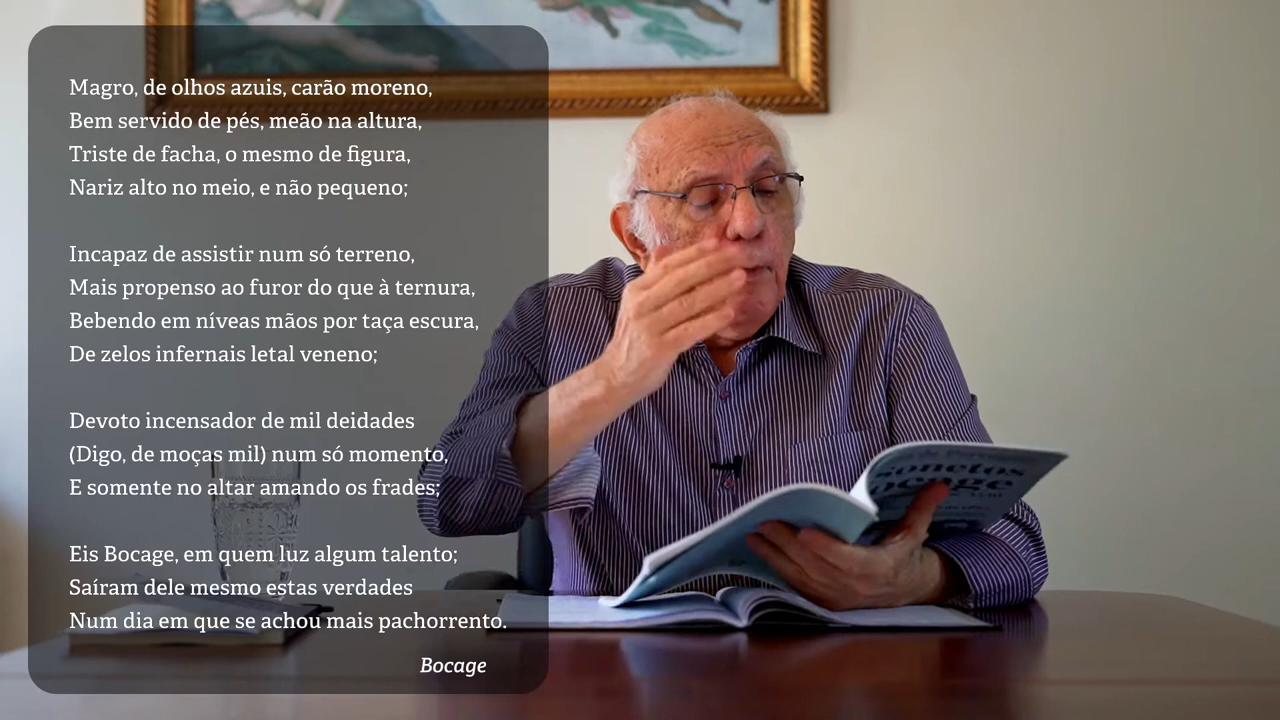 Magro, de olhos azuis, carão moreno,
Bem servido de pés, meão na altura,
Triste de facha, o mesmo de figura,
Nariz alto no meio, e não pequeno;
Incapaz de assistir num só terreno,
Mais propenso ao furor do que à ternura,
Bebendo em níveas mãos por taça escura,
De zelos infernais letal veneno;
Devoto incensador de mil deidades
(Digo, de moças mil) num só momento,
E somente no altar amando os frades;
Eis Bocage, em quem luz algum talento;
Saíram dele mesmo estas verdades
Num dia em que se achou mais pachorrento.
Bocage
sonetos